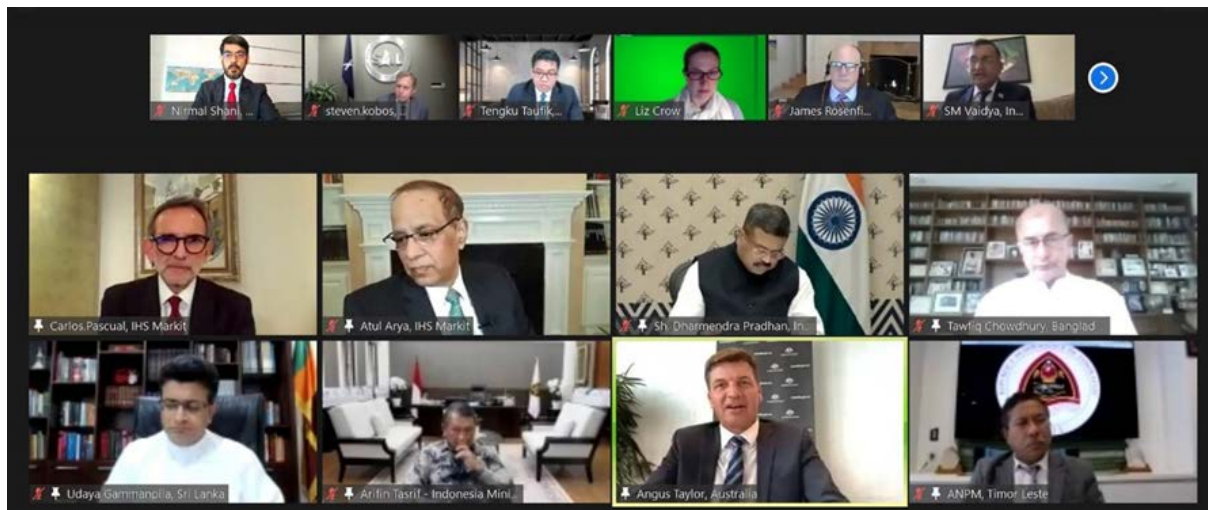 Nirmal Shani, ...
steven.kobos,...
Tengku Taufik,...
Liz Crow
James Rosenfi...
SM Vaidya, In...
Carlos.Pascual, IHS Markit
Atul Arya, IHS Markit
Sh. Dharmendra Pradhan, In...
Tawfiq Chowdhury, Banglad...
Udaya Gammanpila, Sri Lanka
Arifin Tasrif - Indonesia Mini...
Angus Taylor, Australia
ANPM, Timor Leste